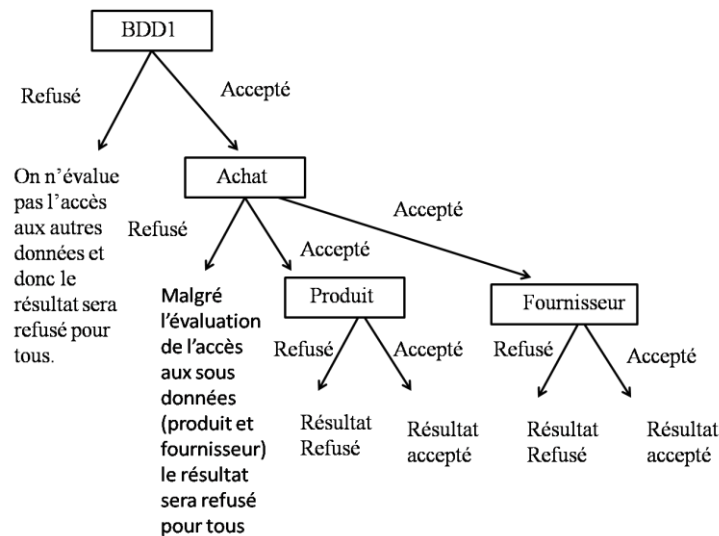 BDD1
Refusé
Accepté
On n'évalue
pas l'accès
aux autres
données et
donc le
résultat sera
refusé pour
tous.
Achat
Refusé
Accepté
Accepté
Malgré
l'évaluation
de l'accès
aux sous
données
(produit et
fournisseur)
le résultat
sera refusé
pour tous
Produit
Refusé
Accepté
Résultat
Refusé
Résultat
accepté
Fournisseur
Refusé
Accepté
Résultat
Refusé
Résultat
accepté